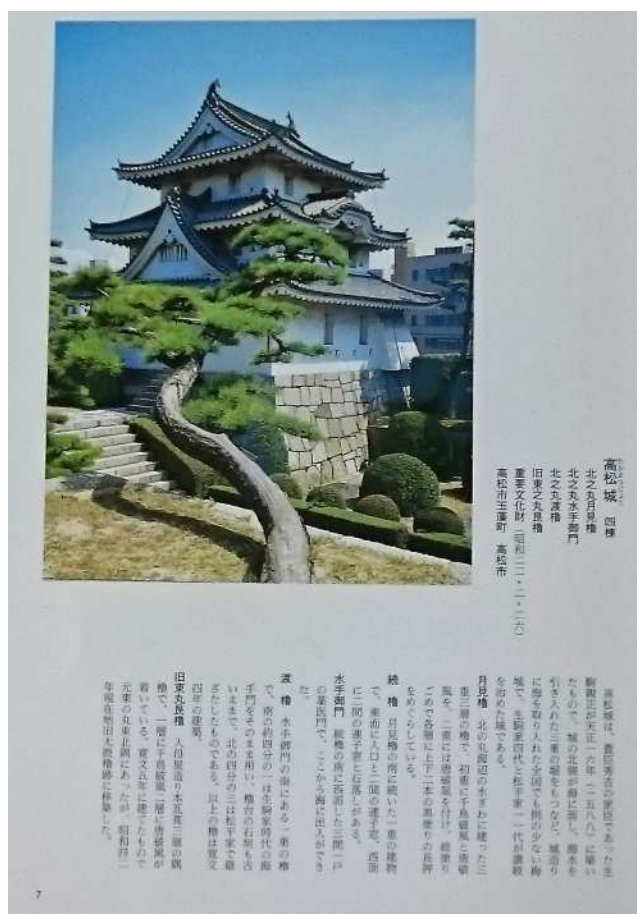 高松城 四棟
たかまつじょう
北之丸月見櫓
北之丸水手御門
北之丸渡櫓
旧東之丸艮櫓
重要文化財（昭和二二・二・二六）
高松市玉藻町 高松市
高松城は、豊臣秀吉の家臣であった生
駒親正が天正一六年（一五八八）に築い
たもので、城の北側が海に面し、海水を
引き入れた三重の堀をもつなど、城造り
に海を取り入れた全国でも例の少ない海
城で、生駒家四代と松平家一一代が讃岐
を治めた城である。
月見櫓 北の丸海辺の水ぎわに建った三
重三層の櫓で、初重に千鳥破風と唐破
風を、二重には唐破風を付け、総塗り
ごめで各層に上下二本の黒塗りの長押
をめぐらしている。
続櫓 月見櫓の南に続いた一重の建物
で、東面に入口と二間の連子窓、西面
に二間の連子窓と石落しがある。
水手御門 続櫓の南に西面した三間一戸
の薬医門で、ここから海に出入ができ
た。
渡櫓 水手御門の南にある一重の櫓
で、南の約四分の一は生駒家時代の海
手門をそのまま用い、櫓台の石垣も古
いままで、北の四分の三は松平家で継
ぎたしたものである。以上の櫓は寛文
四年の建築。
旧東丸艮櫓 入母屋造り本瓦葺三層の隅
櫓で、一層に千鳥破風二層に唐破風が
着いている。寛文五年に建てたもので
元東の丸東北隅にあったが、昭和四二
年現在地旧太鼓櫓跡に移築した。
7